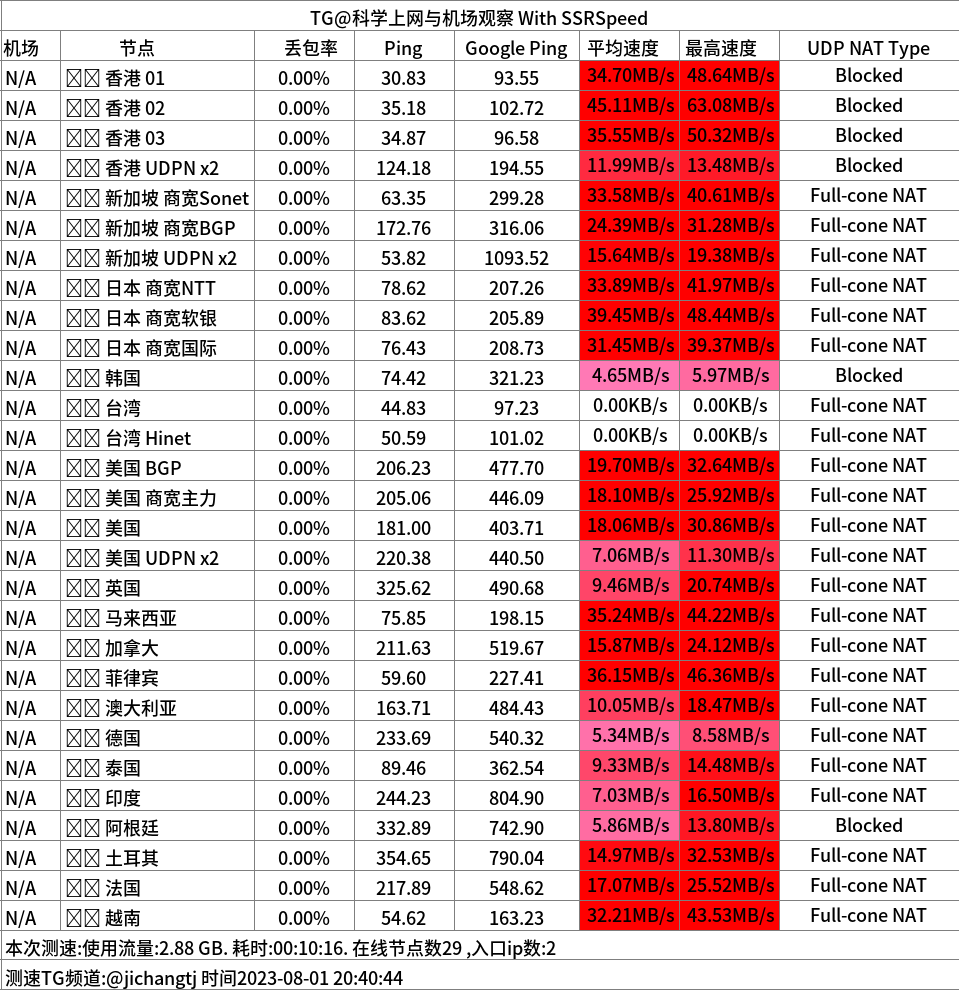 TG@科学上网与机场观察 With SSRSpeed
机场 节点 丢包率 Ping Google Ping 平均速度 最高速度 UDP NAT Type
N/A 香港 01 0.00% 30.83 93.55 34.70MB/s 48.64MB/s Blocked
N/A 香港 02 0.00% 35.18 102.72 45.11MB/s 63.08MB/s Blocked
N/A 香港 03 0.00% 34.87 96.58 35.55MB/s 50.32MB/s Blocked
N/A 香港 UDPN x2 0.00% 124.18 194.55 11.99MB/s 13.48MB/s Blocked
N/A 新加坡 商宽Sonet 0.00% 63.35 299.28 33.58MB/s 40.61MB/s Full-cone NAT
N/A 新加坡 商宽BGP 0.00% 172.76 316.06 24.39MB/s 31.28MB/s Full-cone NAT
N/A 新加坡 UDPN x2 0.00% 53.82 1093.52 15.64MB/s 19.38MB/s Full-cone NAT
N/A 日本 商宽NTT 0.00% 78.62 207.26 33.89MB/s 41.97MB/s Full-cone NAT
N/A 日本 商宽软银 0.00% 83.62 205.89 39.45MB/s 48.44MB/s Full-cone NAT
N/A 日本 商宽国际 0.00% 76.43 208.73 31.45MB/s 39.37MB/s Full-cone NAT
N/A 韩国 0.00% 74.42 321.23 4.65MB/s 5.97MB/s Blocked
N/A 台湾 0.00% 44.83 97.23 0.00KB/s 0.00KB/s Full-cone NAT
N/A 台湾 Hinet 0.00% 50.59 101.02 0.00KB/s 0.00KB/s Full-cone NAT
N/A 美国 BGP 0.00% 206.23 477.70 19.70MB/s 32.64MB/s Full-cone NAT
N/A 美国 商宽主力 0.00% 205.06 446.09 18.10MB/s 25.92MB/s Full-cone NAT
N/A 美国 0.00% 181.00 403.71 18.06MB/s 30.86MB/s Full-cone NAT
N/A 美国 UDPN x2 0.00% 220.38 440.50 7.06MB/s 11.30MB/s Full-cone NAT
N/A 英国 0.00% 325.62 490.68 9.46MB/s 20.74MB/s Full-cone NAT
N/A 马来西亚 0.00% 75.85 198.15 35.24MB/s 44.22MB/s Full-cone NAT
N/A 加拿大 0.00% 211.63 519.67 15.87MB/s 24.12MB/s Full-cone NAT
N/A 菲律宾 0.00% 59.60 227.41 36.15MB/s 46.36MB/s Full-cone NAT
N/A 澳大利亚 0.00% 163.71 484.43 10.05MB/s 18.47MB/s Full-cone NAT
N/A 德国 0.00% 233.69 540.32 5.34MB/s 8.58MB/s Full-cone NAT
N/A 泰国 0.00% 89.46 362.54 9.33MB/s 14.48MB/s Full-cone NAT
N/A 印度 0.00% 244.23 804.90 7.03MB/s 16.50MB/s Full-cone NAT
N/A 阿根廷 0.00% 332.89 742.90 5.86MB/s 13.80MB/s Blocked
N/A 土耳其 0.00% 354.65 790.04 14.97MB/s 32.53MB/s Full-cone NAT
N/A 法国 0.00% 217.89 548.62 17.07MB/s 25.52MB/s Full-cone NAT
N/A 越南 0.00% 54.62 163.23 32.21MB/s 43.53MB/s Full-cone NAT
本次测速:使用流量:2.88 GB. 耗时:00:10:16. 在线节点数29 ,入口ip数:2
测速TG频道:@jichangtj 时间2023-08-01 20:40:44